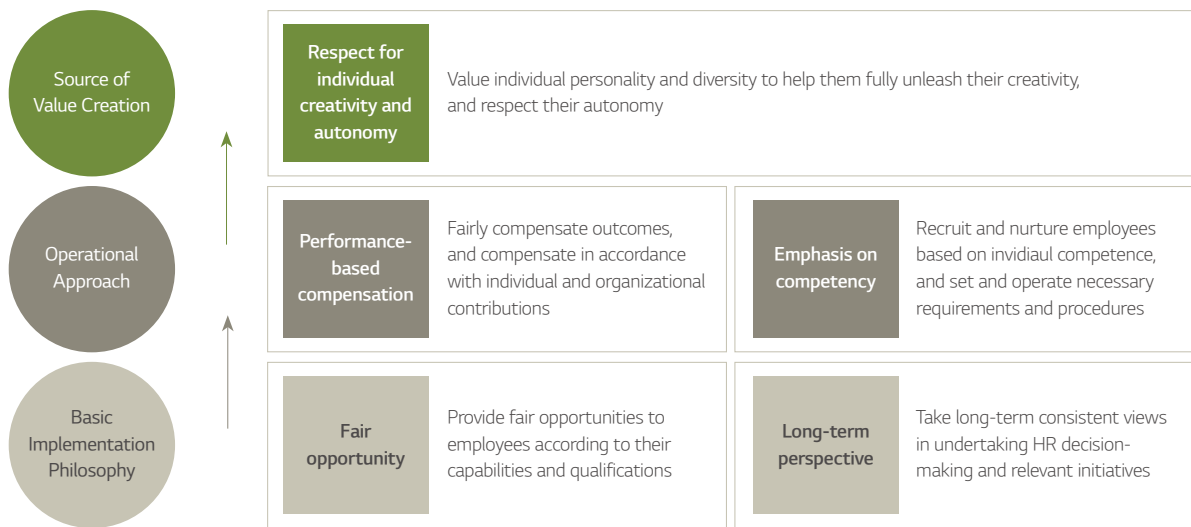 Source of
Value Creation
Respect for
individual
creativity and
autonomy
Value individual personality and diversity to help them fully unleash their creativity,
and respect their autonomy
Operational
Approach
Performance-
based
compensation
Fairly compensate outcomes,
and compensate in accordance
with individual and organizational
contributions
Emphasis on
competency
Recruit and nurture employees
based on invidiaul competence,
and set and operate necessary
requirements and procedures
Basic
Implementation
Philosophy
Fair
opportunity
Provide fair opportunities to
employees according to their
capabilities and qualifications
Long-term
perspective
Take long-term consistent views
in undertaking HR decision-
making and relevant initiatives